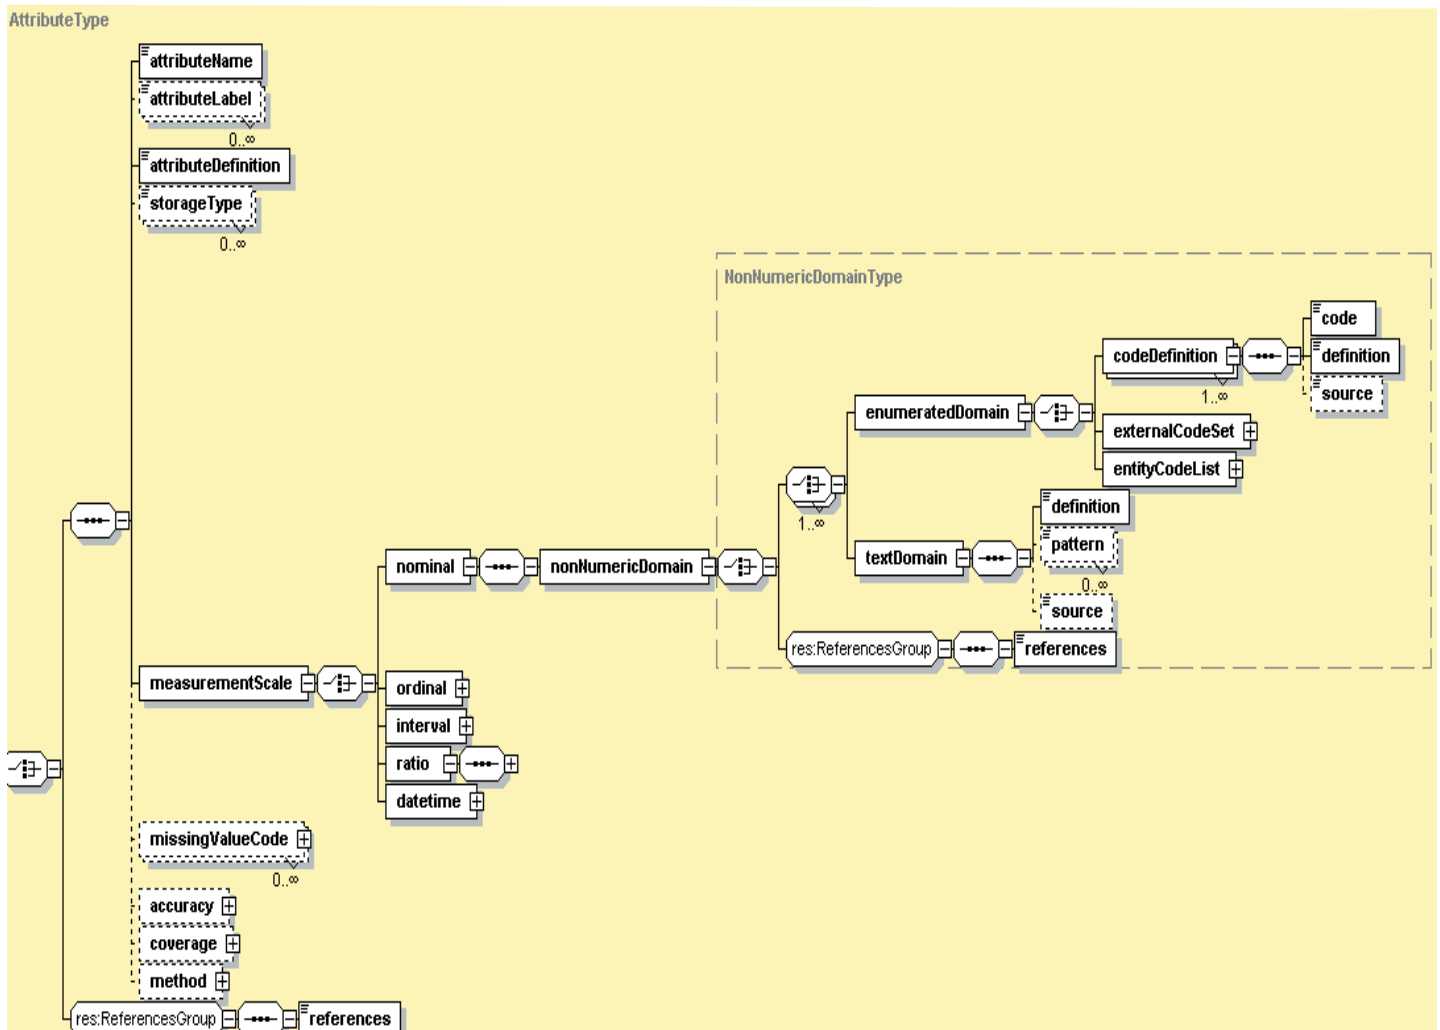 AttributeType
attributeName
attributeLabel
0..∞
attributeDefinition
storageType
0..∞
NonNumericDomainType
code
codeDefinition
definition
1..∞
source
enumeratedDomain
externalCodeSet
entityCodeList
1..∞
definition
textDomain
pattern
0..∞
source
nominal
nonNumericDomain
res:ReferencesGroup
references
measurementScale
ordinal
interval
ratio
datetime
missingValueCode
0..∞
accuracy
coverage
method
res:ReferencesGroup
references